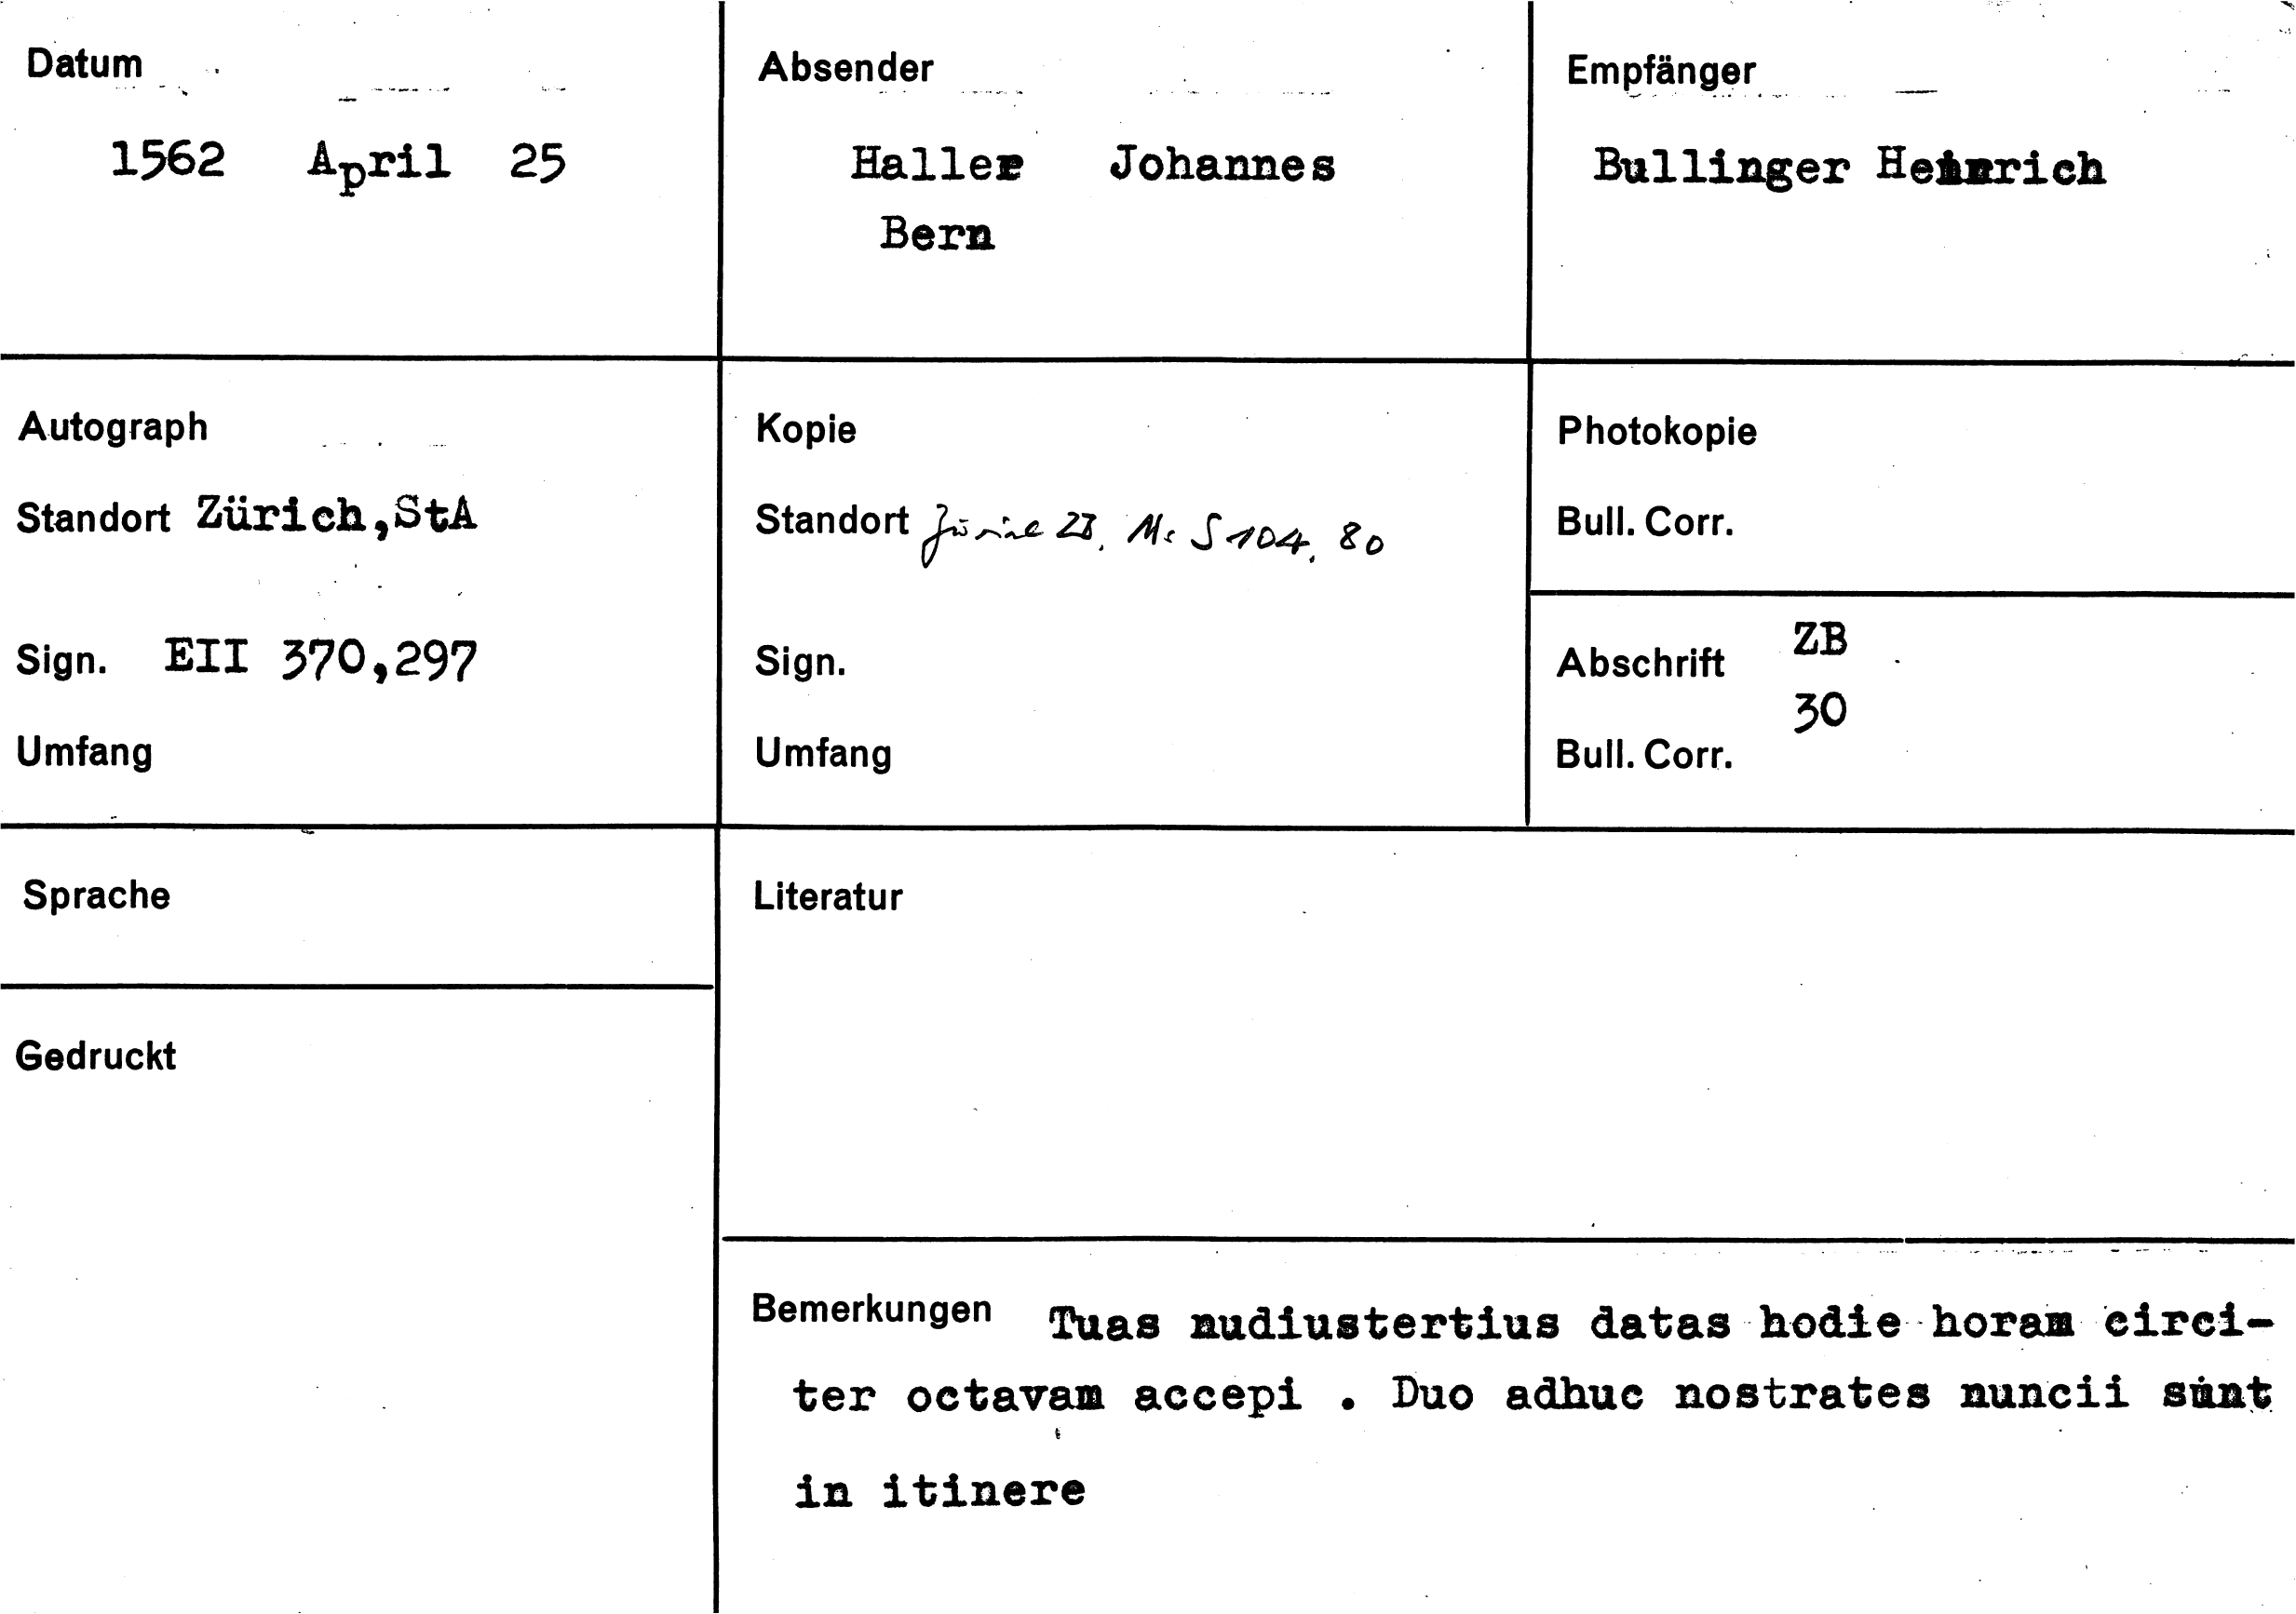 Datum
1562 April 25
Absender
Haller Johannes
Bern
Empfänger
Bullinger Heinrich
Autograph
Standort Zürich,StA
Sign. EII 370,297
Umfang
Kopie
Standort Zürich ZB, Ms S 104, 80
Sign.
Umfang
Photokopie
Bull. Corr.
Abschrift ZB
30
Bull. Corr.
Sprache
Gedruckt
Literatur
Bemerkungen Tuas nudiustertius datas hodie horam circi-
ter octavam accepi . Duo adhuc nostrates nuncii sunt
in itinere